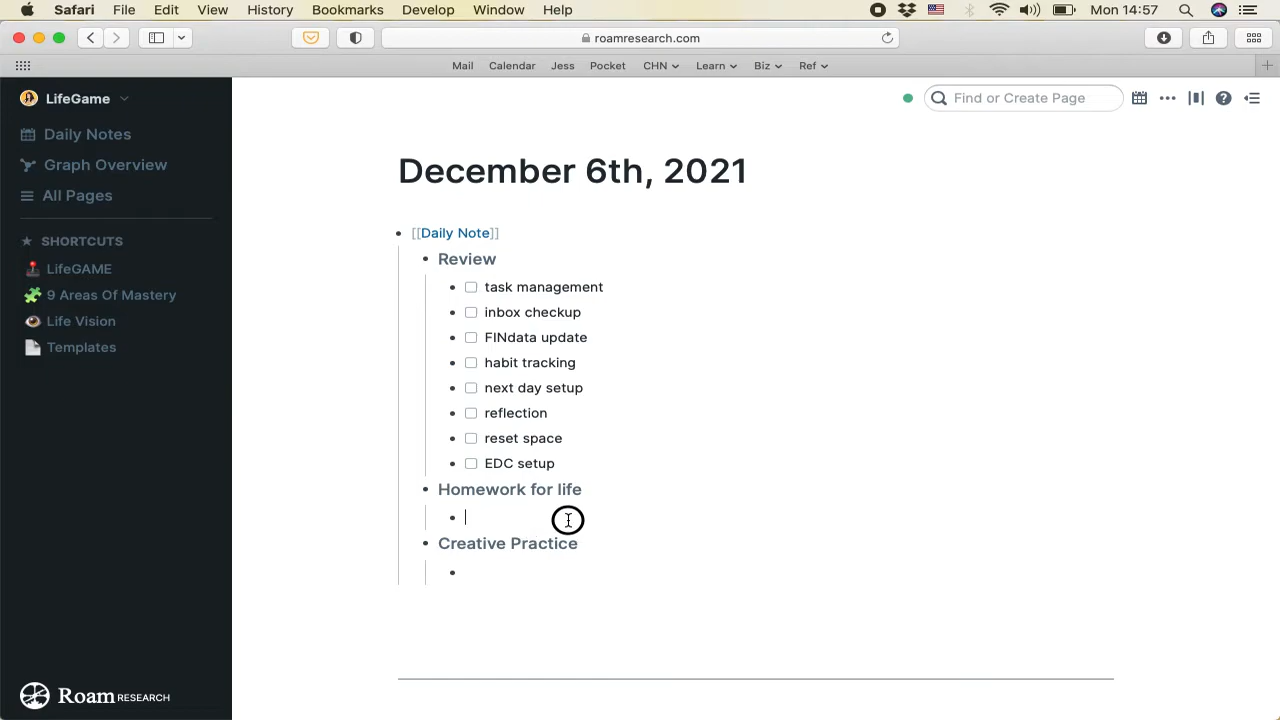 Safari File Edit View History Bookmarks Develop Window Help Mon 14:57
roamresearch.com
Mail Calendar Jess Pocket CHN Learn Biz Ref
LifeGame
Find or Create Page
Daily Notes
Graph Overview
All Pages
SHORTCUTS
LifeGAME
9 Areas Of Mastery
Life Vision
Templates
December 6th, 2021
[[Daily Note]]
Review
task management
inbox checkup
FINdata update
habit tracking
next day setup
reflection
reset space
EDC setup
Homework for life
Creative Practice
Roam RESEARCH